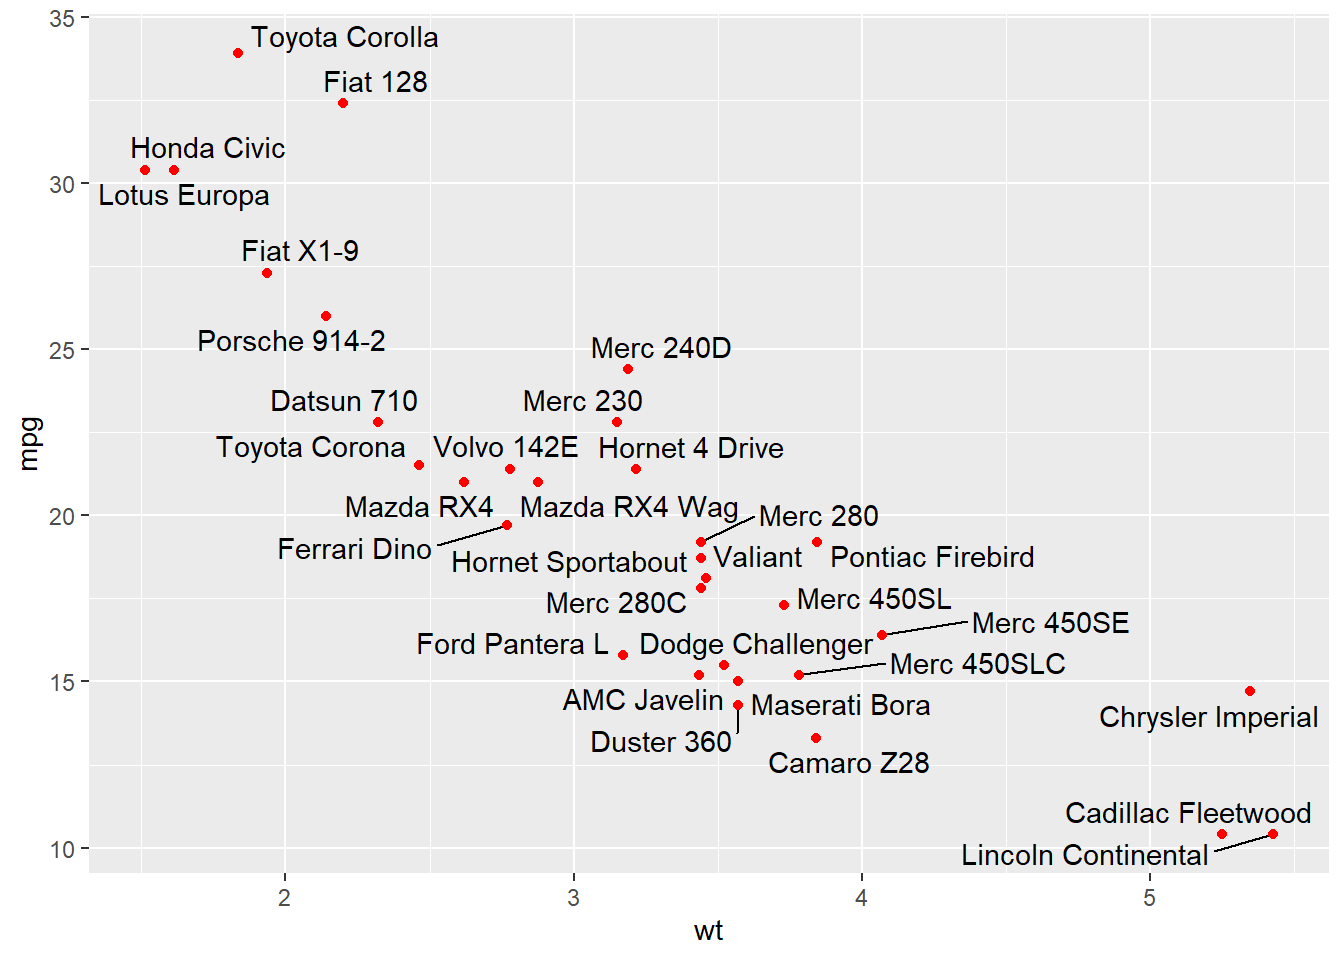 35
Toyota Corolla
Fiat 128
Honda Civic
30
Lotus Europa
Fiat X1-9
Porsche 914-2
25
Merc 240D
Datsun 710
Merc 230
mpg
Toyota Corona
Volvo 142E
Hornet 4 Drive
Mazda RX4
Mazda RX4 Wag
20
Merc 280
Ferrari Dino
Hornet Sportabout
Valiant
Pontiac Firebird
Merc 280C
Merc 450SL
Merc 450SE
Ford Pantera L
Dodge Challenger
Merc 450SLC
15
AMC Javelin
Maserati Bora
Chrysler Imperial
Duster 360
Camaro Z28
Cadillac Fleetwood
10
Lincoln Continental
2
3
4
5
wt